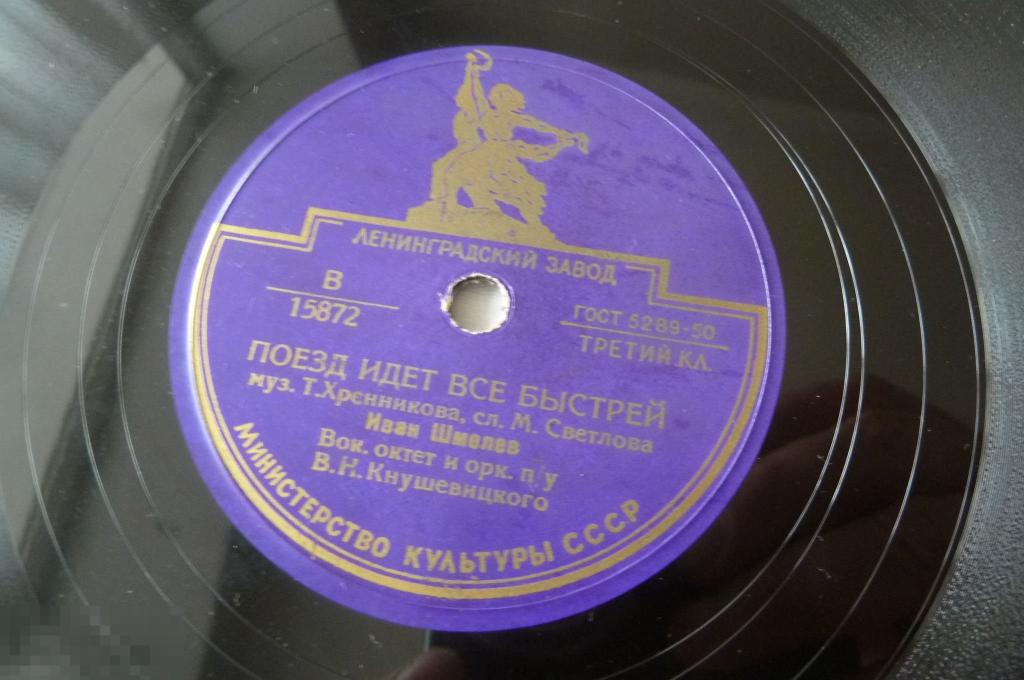 ЛЕНИНГРАДСКИЙ ЗАВОД
В
15872
ГОСТ 5289-50
ТРЕТИЙ КЛ.
ПОЕЗД ИДЕТ ВСЕ БЫСТРЕЙ
муз. Т.Хренникова, сл. М. Светлова
Иван Шмелев
Вок. октет и орк. п/у
В.Н.Кнушевицкого
МИНИСТЕРСТВО КУЛЬТУРЫ СССР